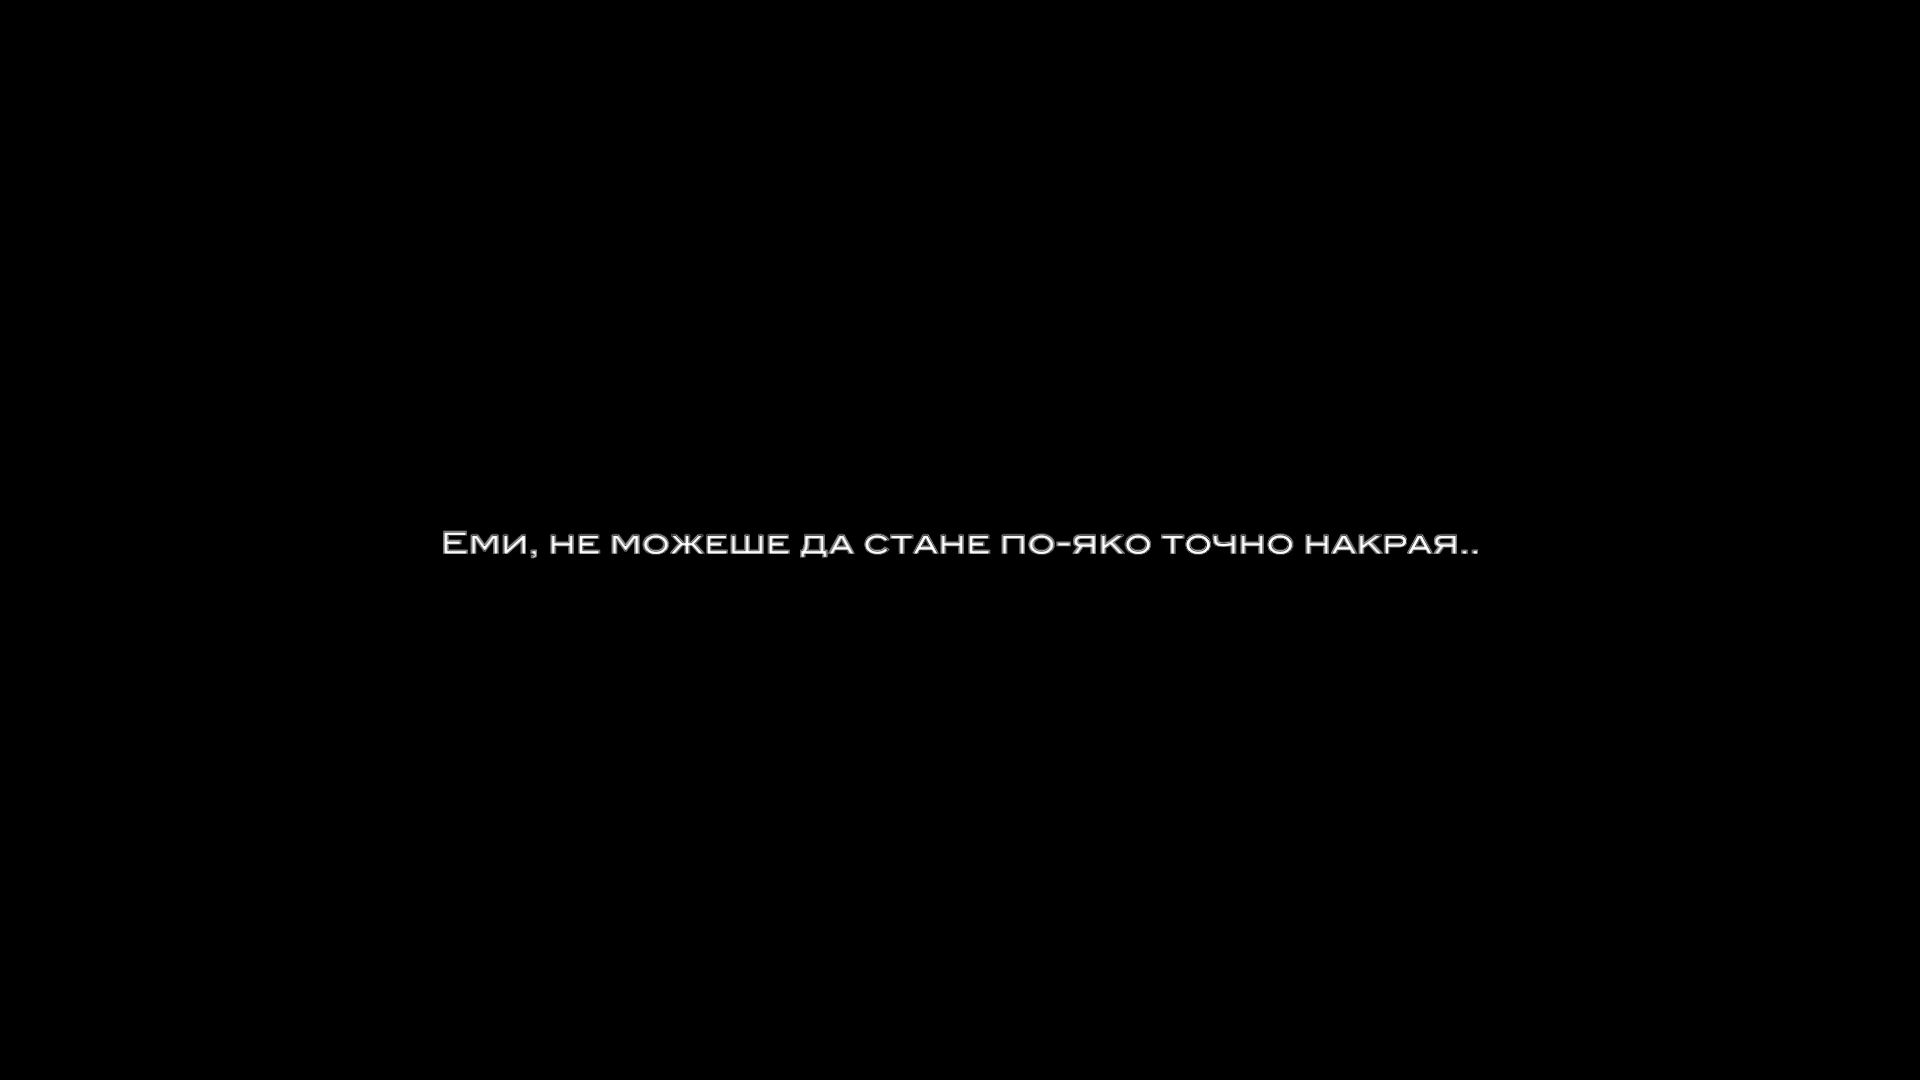 Еми, не можеше да стане по-яко точно накрая..